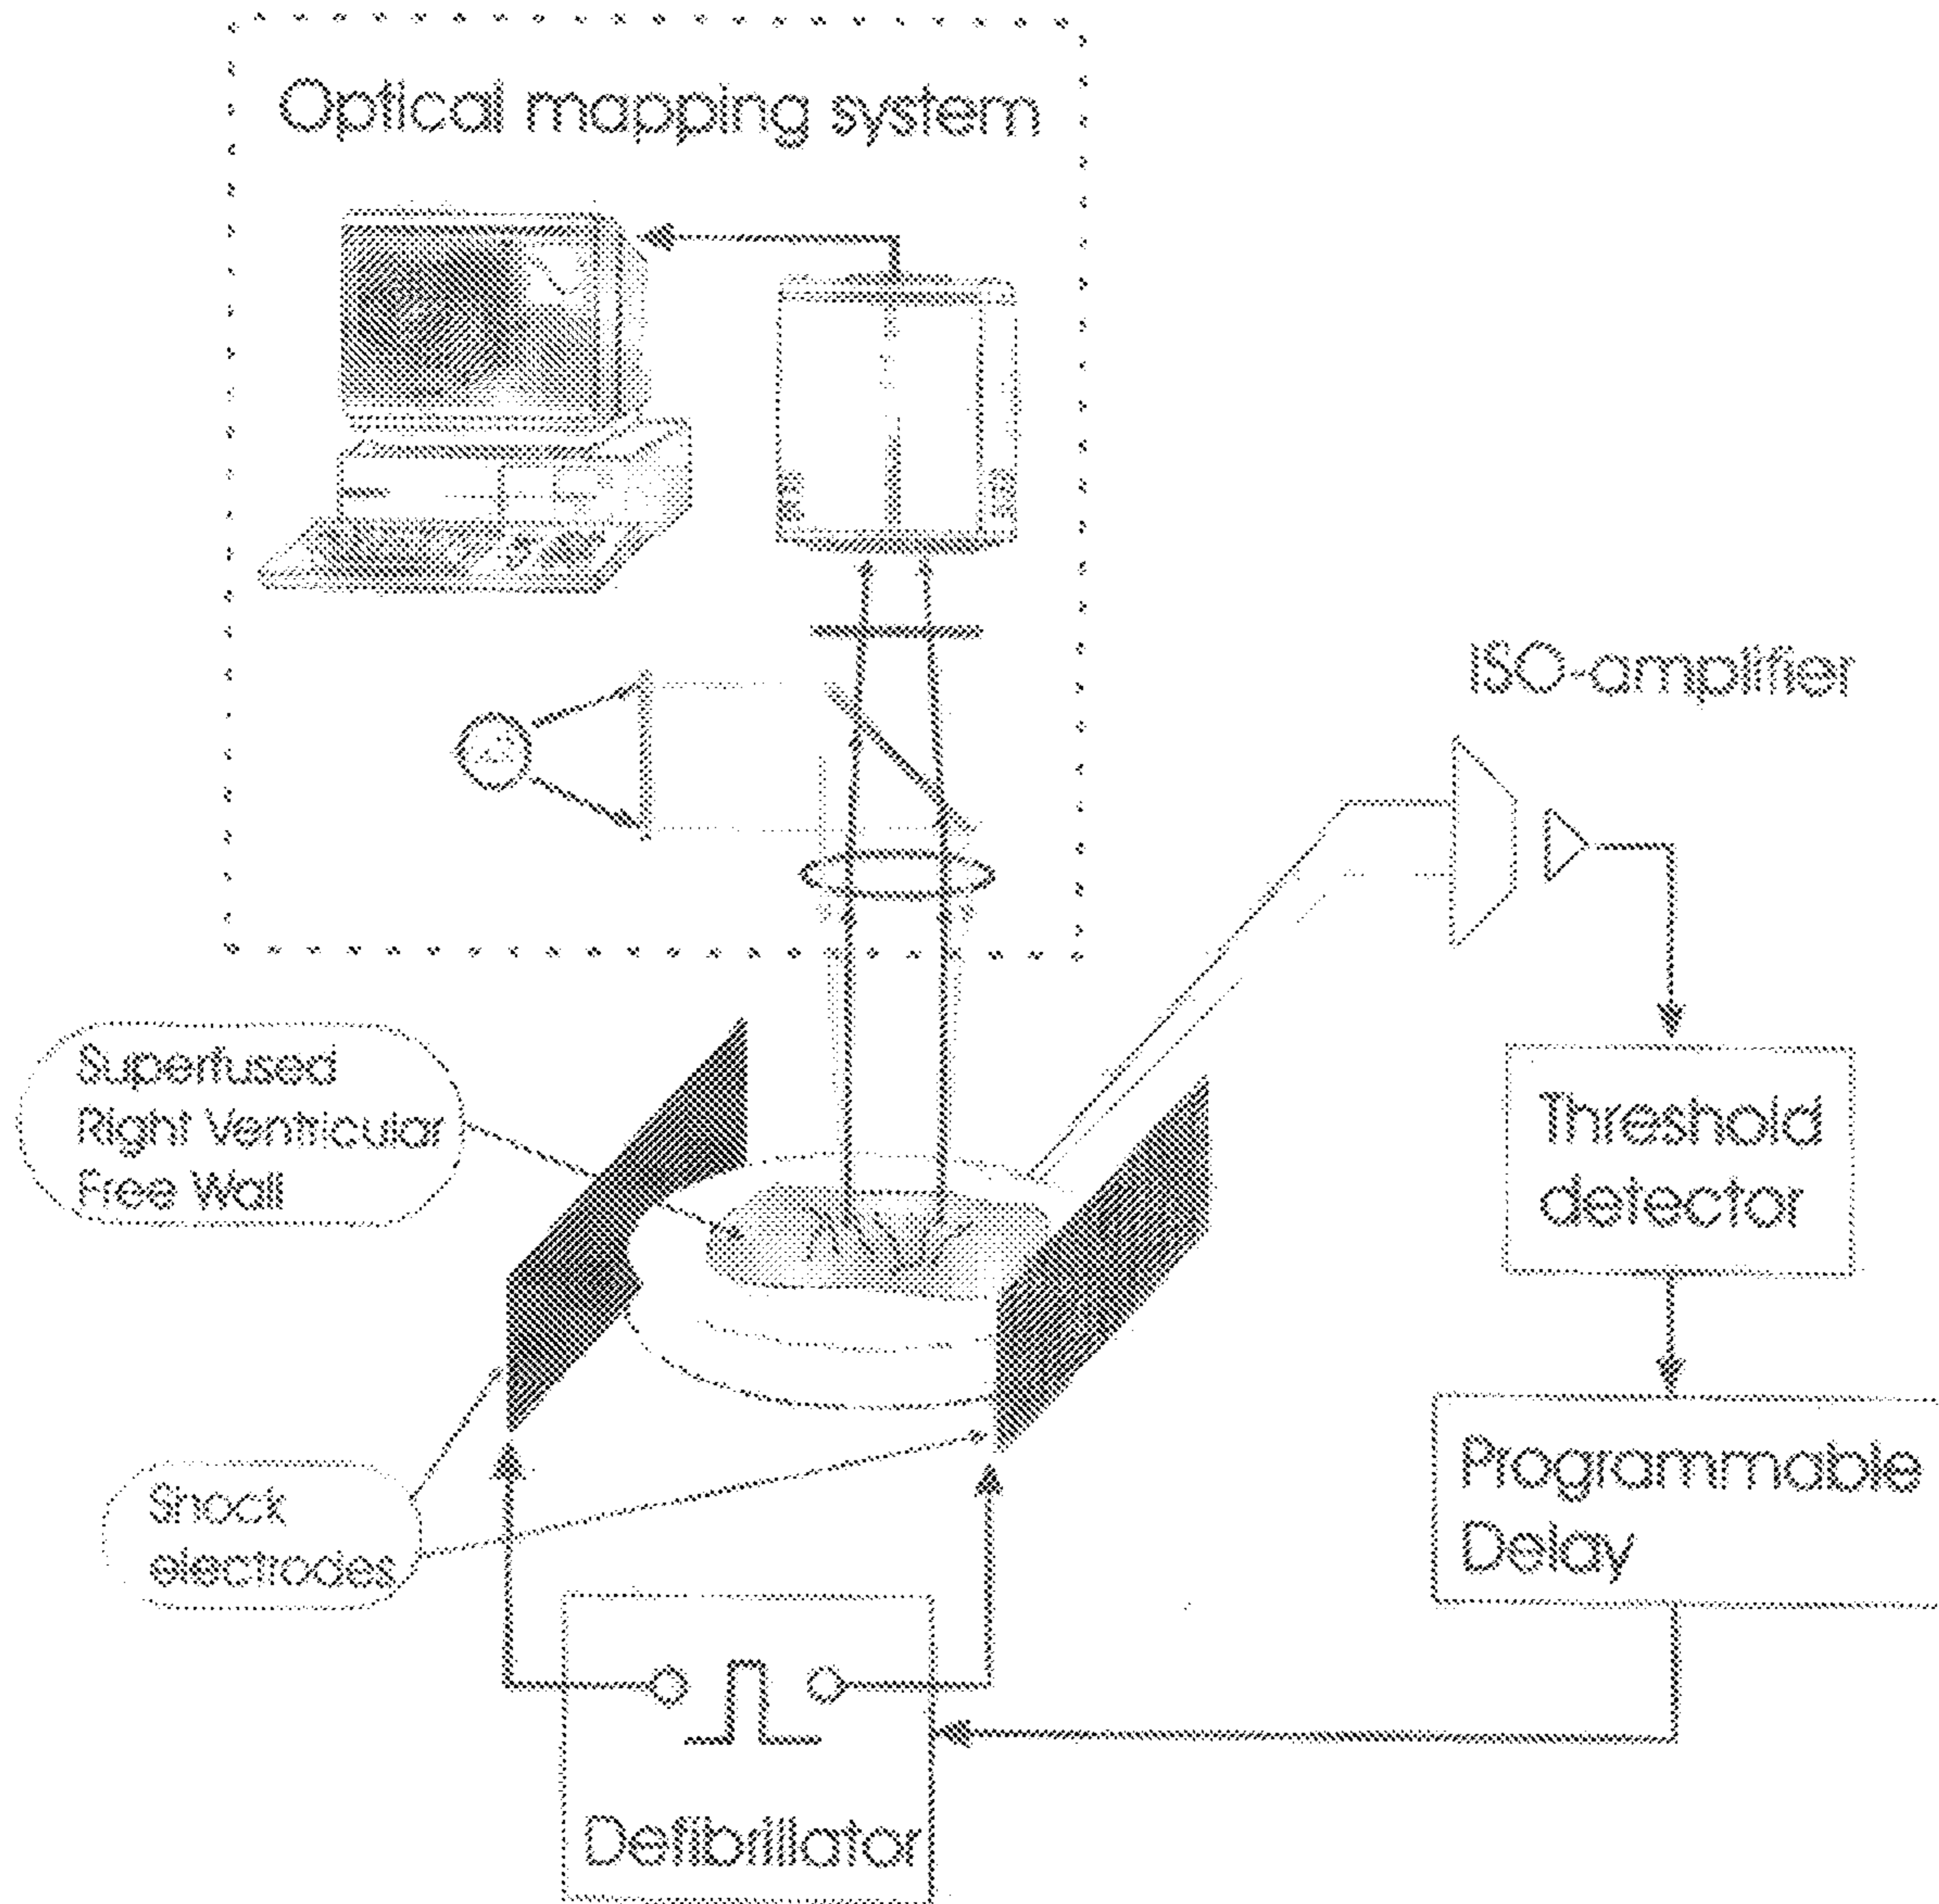 Optical mapping system
ISO-amplifier
Superfused
Right Ventricular
Free Wall
Threshold
detector
Programmable
Delay
Shock
electrodes
Defibrillator